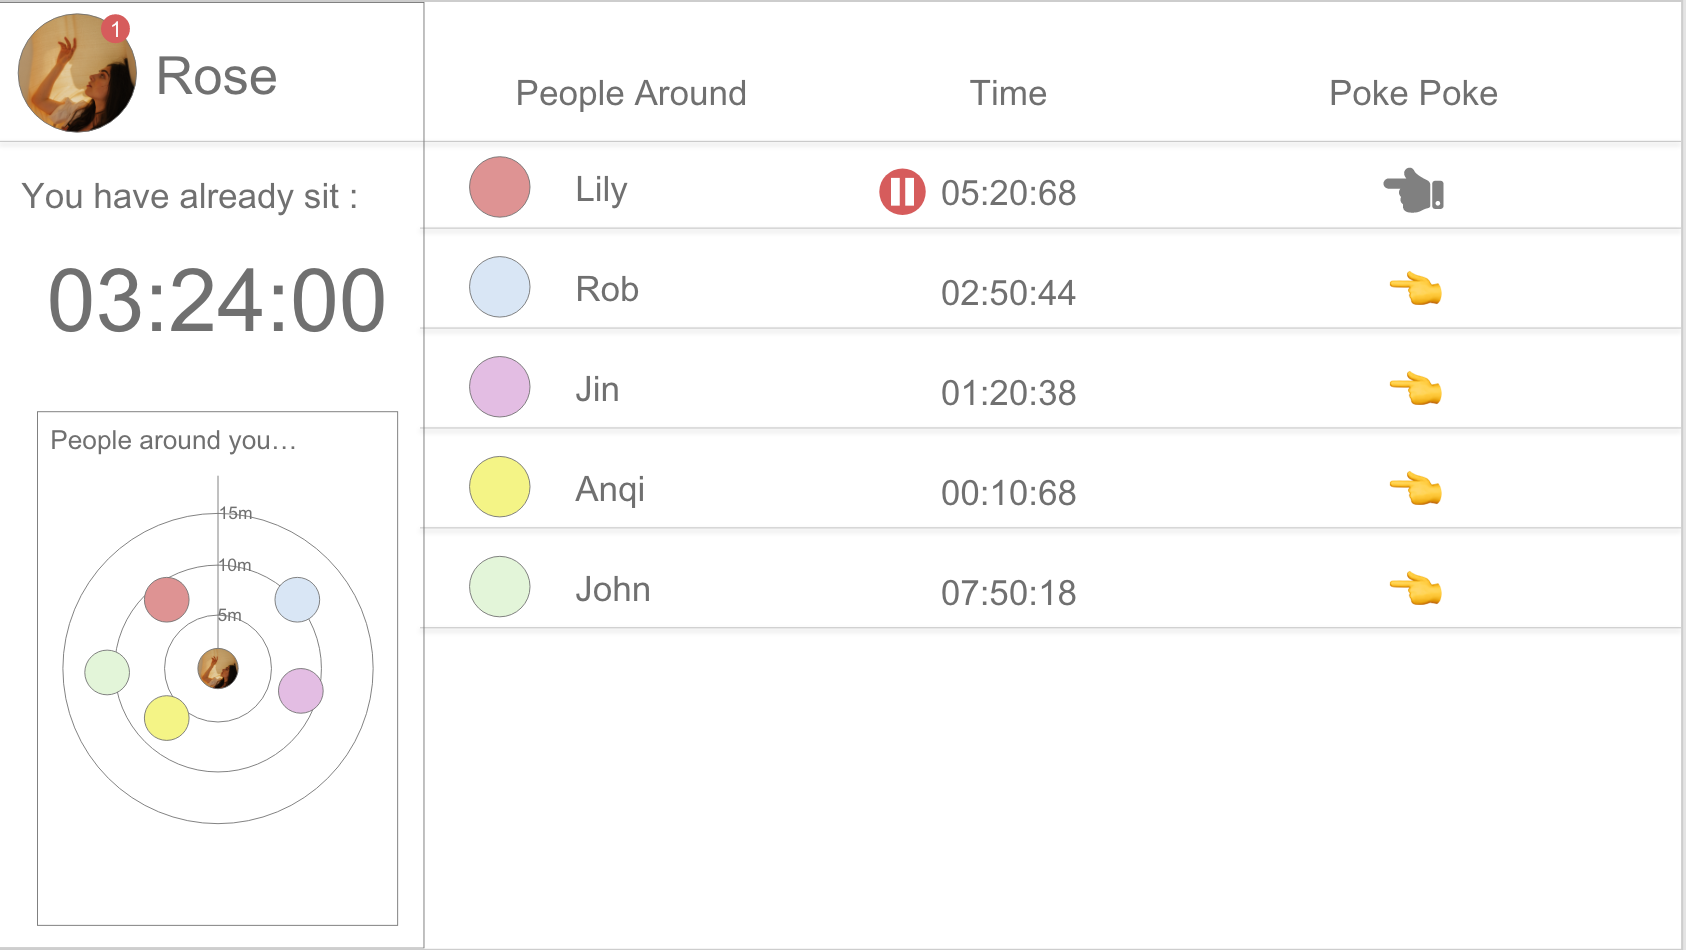 1
Rose
You have already sit :
03:24:00
People around you...
15m
10m
5m
People Around Time Poke Poke
Lily 05:20:68
Rob 02:50:44
Jin 01:20:38
Anqi 00:10:68
John 07:50:18